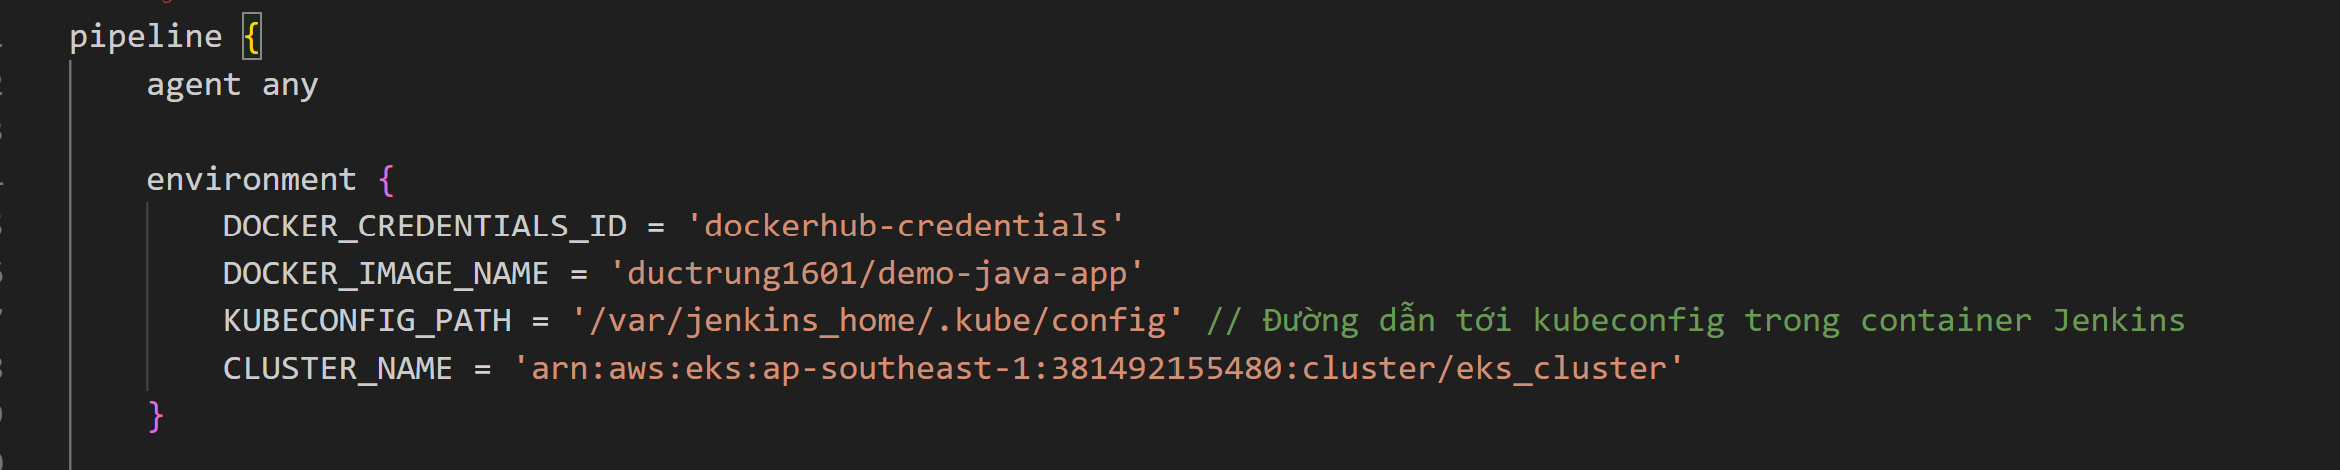 pipeline {
agent any
environment {
DOCKER_CREDENTIALS_ID = 'dockerhub-credentials'
DOCKER_IMAGE_NAME = 'ductrung1601/demo-java-app'
KUBECONFIG_PATH = '/var/jenkins_home/.kube/config' // Đường dẫn tới kubeconfig trong container Jenkins
CLUSTER_NAME = 'arn:aws:eks:ap-southeast-1:381492155480:cluster/eks_cluster'
}